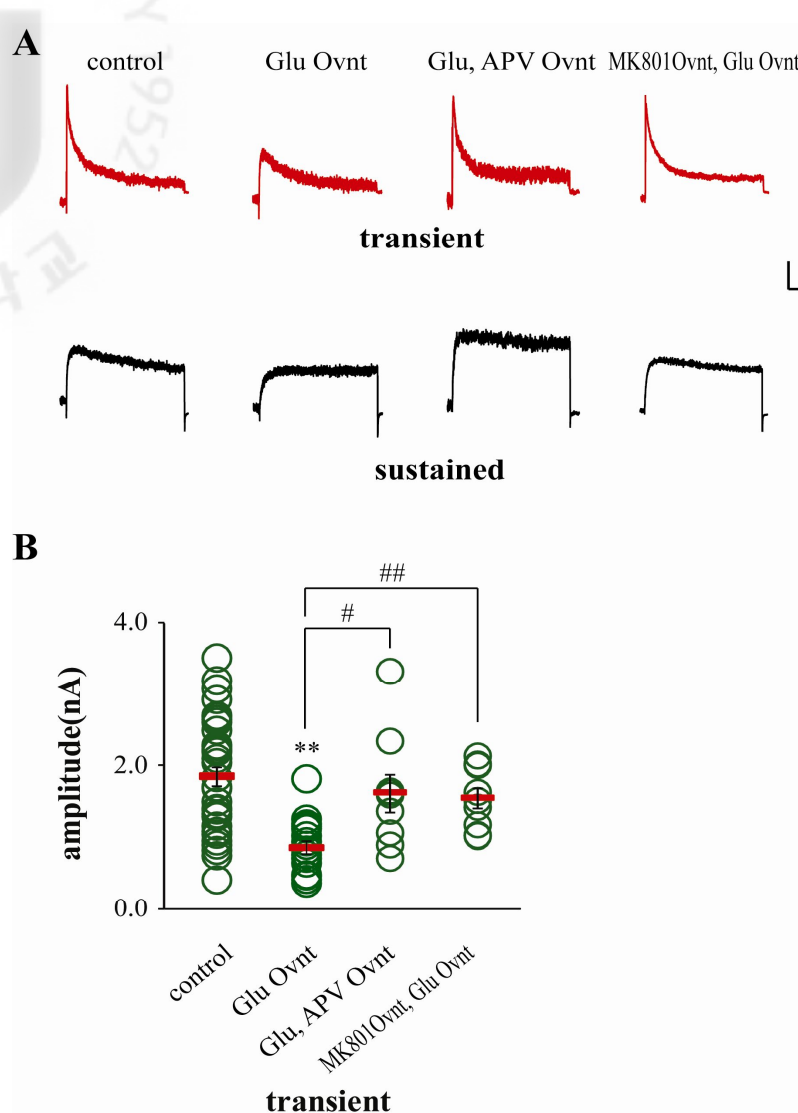 Y 1952
A
control Glu Ovnt Glu, APV Ovnt MK801Ovnt, Glu Ovnt
transient
sustained
B
##
#
**
4.0
2.0
0.0
amplitude(nA)
control
Glu Ovnt
Glu, APV Ovnt
MK801Ovnt, Glu Ovnt
transient